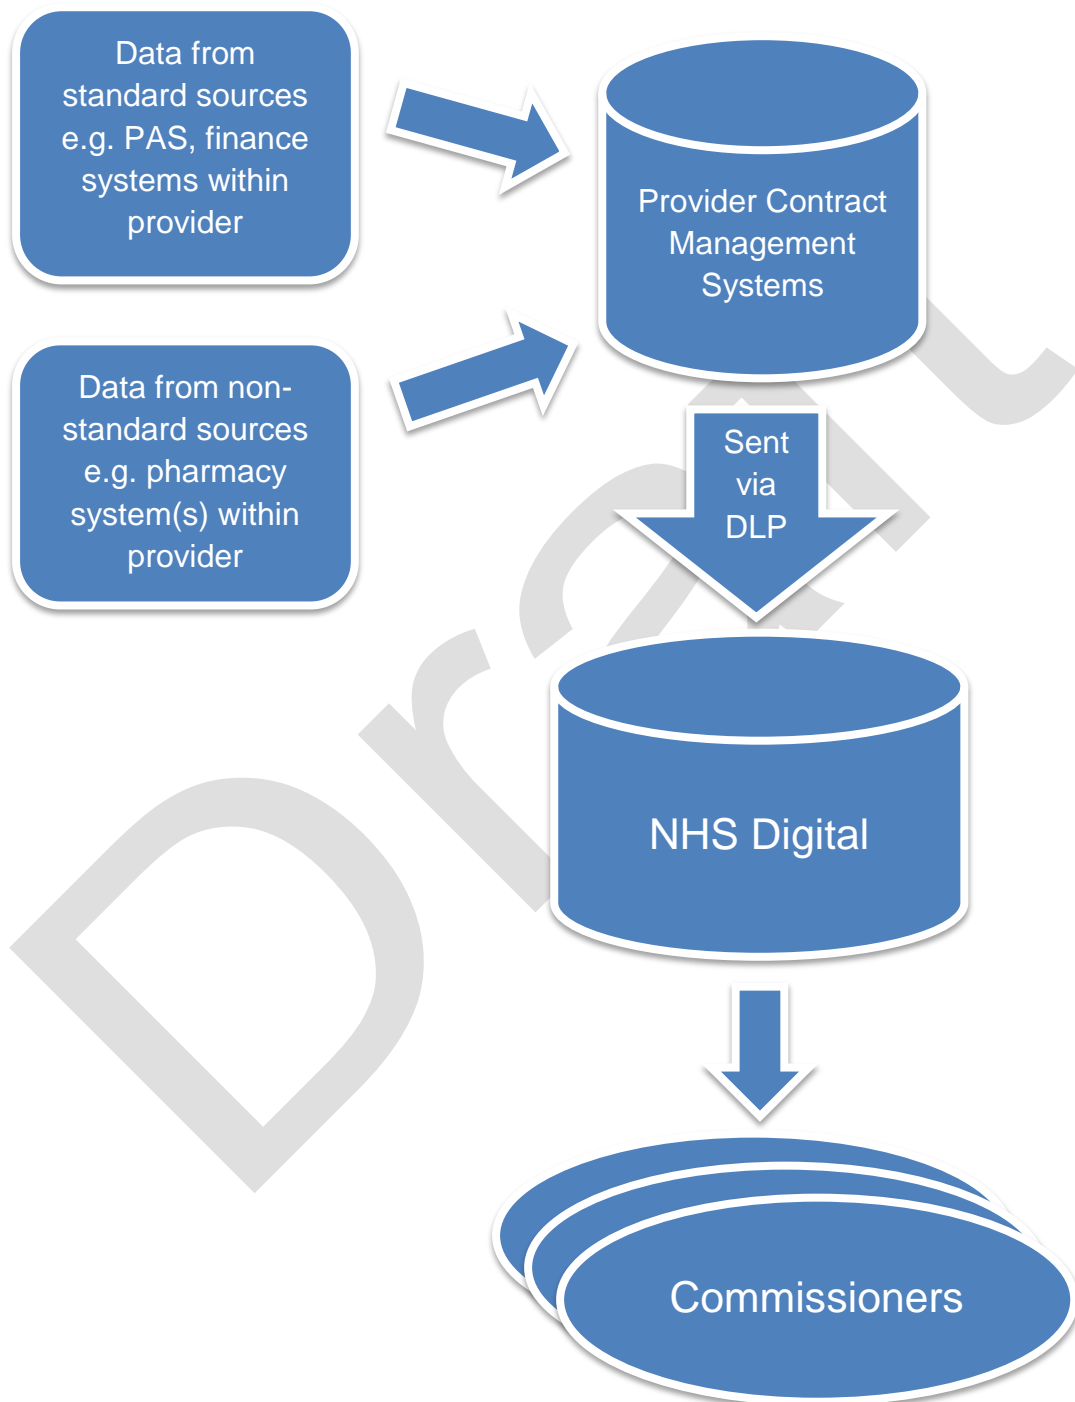 Data from
standard sources
e.g. PAS, finance
systems within
provider
Provider Contract
Management
Systems
Data from non-
standard sources
e.g. pharmacy
system(s) within
provider
Sent
via
DLP
NHS Digital
Commissioners
Draft